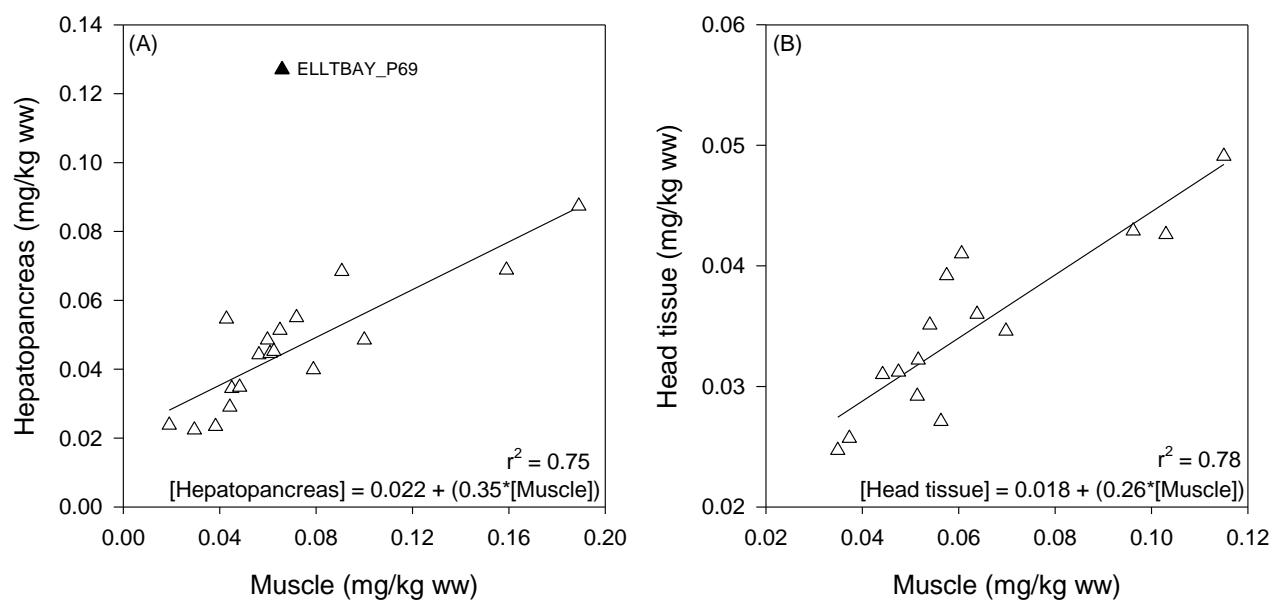 (A)
ELLTBAY_P69
Hepatopancreas (mg/kg ww)
0.14
0.12
0.10
0.08
0.06
0.04
0.02
0.00
r² = 0.75
[Hepatopancreas] = 0.022 + (0.35*[Muscle])
0.00 0.04 0.08 0.12 0.16 0.20
Muscle (mg/kg ww)
(B)
Head tissue (mg/kg ww)
0.06
0.05
0.04
0.03
0.02
r² = 0.78
[Head tissue] = 0.018 + (0.26*[Muscle])
0.02 0.04 0.06 0.08 0.10 0.12
Muscle (mg/kg ww)